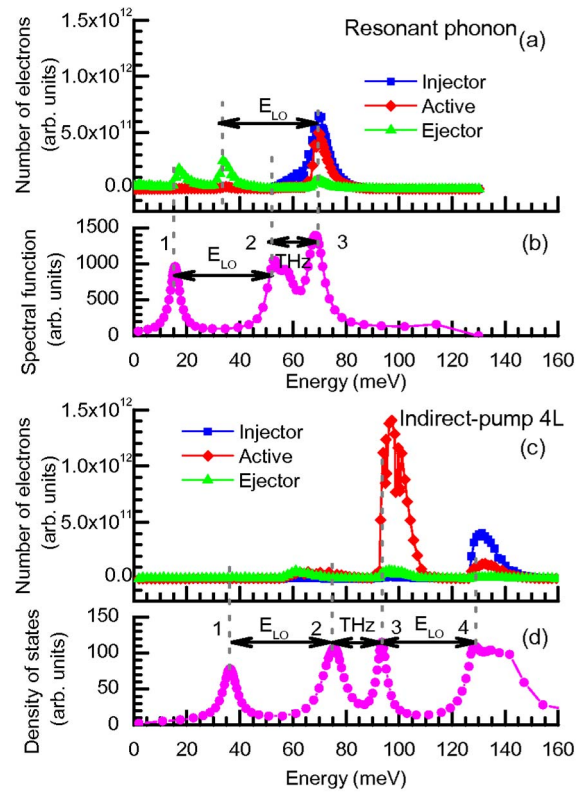 Resonant phonon (a)
Number of electrons
(arb. units)
1.5x10¹²
1.0x10¹²
5.0x10¹¹
0.0
Injector
Active
Ejector
E_LO
(b)
Spectral function
(arb. units)
1500
1000
500
0
1 2 3
E_LO
THz
0 20 40 60 80 100 120 140 160
Energy (meV)
Indirect-pump 4L
(c)
Number of electrons
(arb. units)
1.5x10¹²
1.0x10¹²
5.0x10¹¹
0.0
Injector
Active
Ejector
(d)
Density of states
(arb. units)
150
100
50
0
1 E_LO 2 THz 3 E_LO 4
0 20 40 60 80 100 120 140 160
Energy (meV)